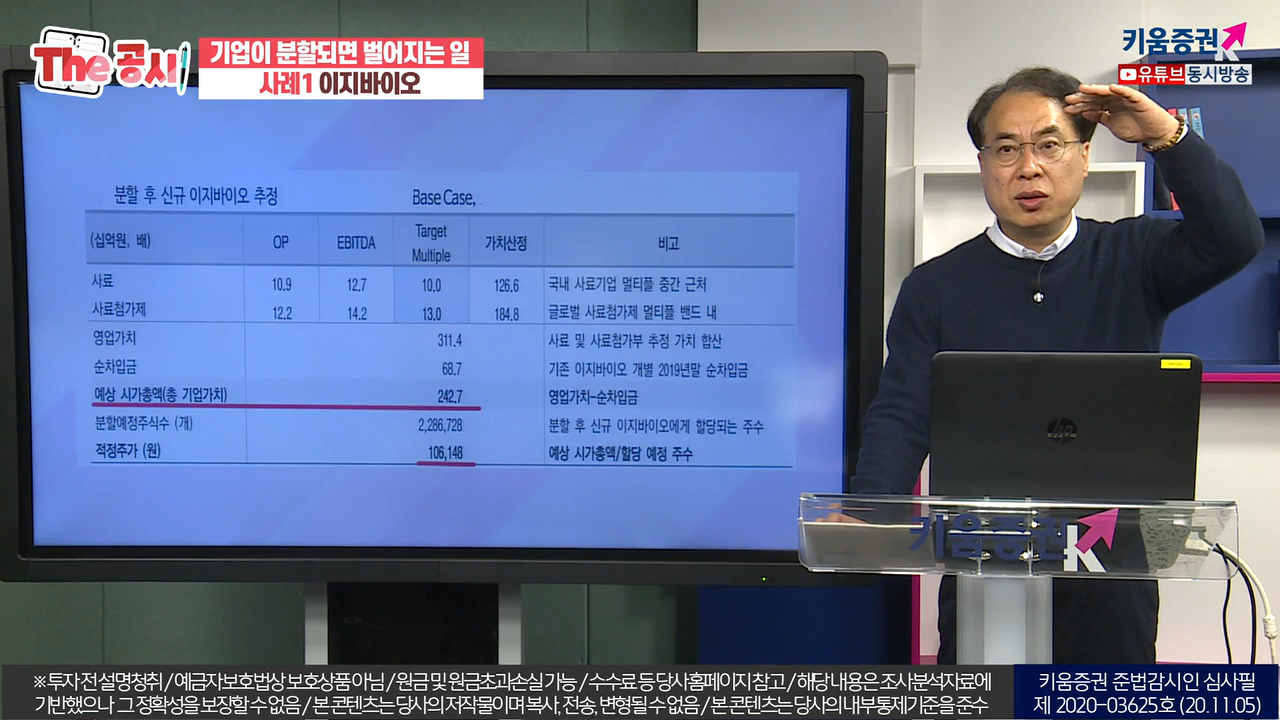 The 공시
기업이 분할되면 벌어지는 일
사례1 이지바이오
키움증권
유튜브 동시방송
분할 후 신규 이지바이오 추정 Base Case,
(십억원, 배) OP EBITDA Target Multiple 가치산정 비고
사료 10.9 12.7 10.0 126.6 국내 사료기업 멀티플 중간 근처
사료첨가제 12.2 14.2 13.0 184.8 글로벌 사료첨가제 멀티플 밴드 내
영업가치 311.4 사료 및 사료첨가부 추정 가치 합산
순차입금 68.7 기존 이지바이오 개별 2019년말 순차입금
예상 시가총액(총 기업가치) 242.7 영업가치-순차입금
분할예정주식수 (개) 2,286,728 분할 후 신규 이지바이오에게 할당되는 주수
적정주가 (원) 106,148 예상 시가총액/할당 예정 주수
hp
키움증권
※ 투자 전 설명청취 / 예금자보호법상 보호상품 아님 / 원금 및 원금초과손실 가능 / 수수료 등 당사홈페이지 참고 / 해당 내용은 조사분석자료에
기반했으나 그 정확성을 보장할 수 없음 / 본 콘텐츠는 당사의 저작물이며 복사, 전송, 변형될 수 없음 / 본 콘텐츠는 당사의 내부통제기준을 준수
키움증권 준법감시인 심사필
제 2020-03625호 (20.11.05)